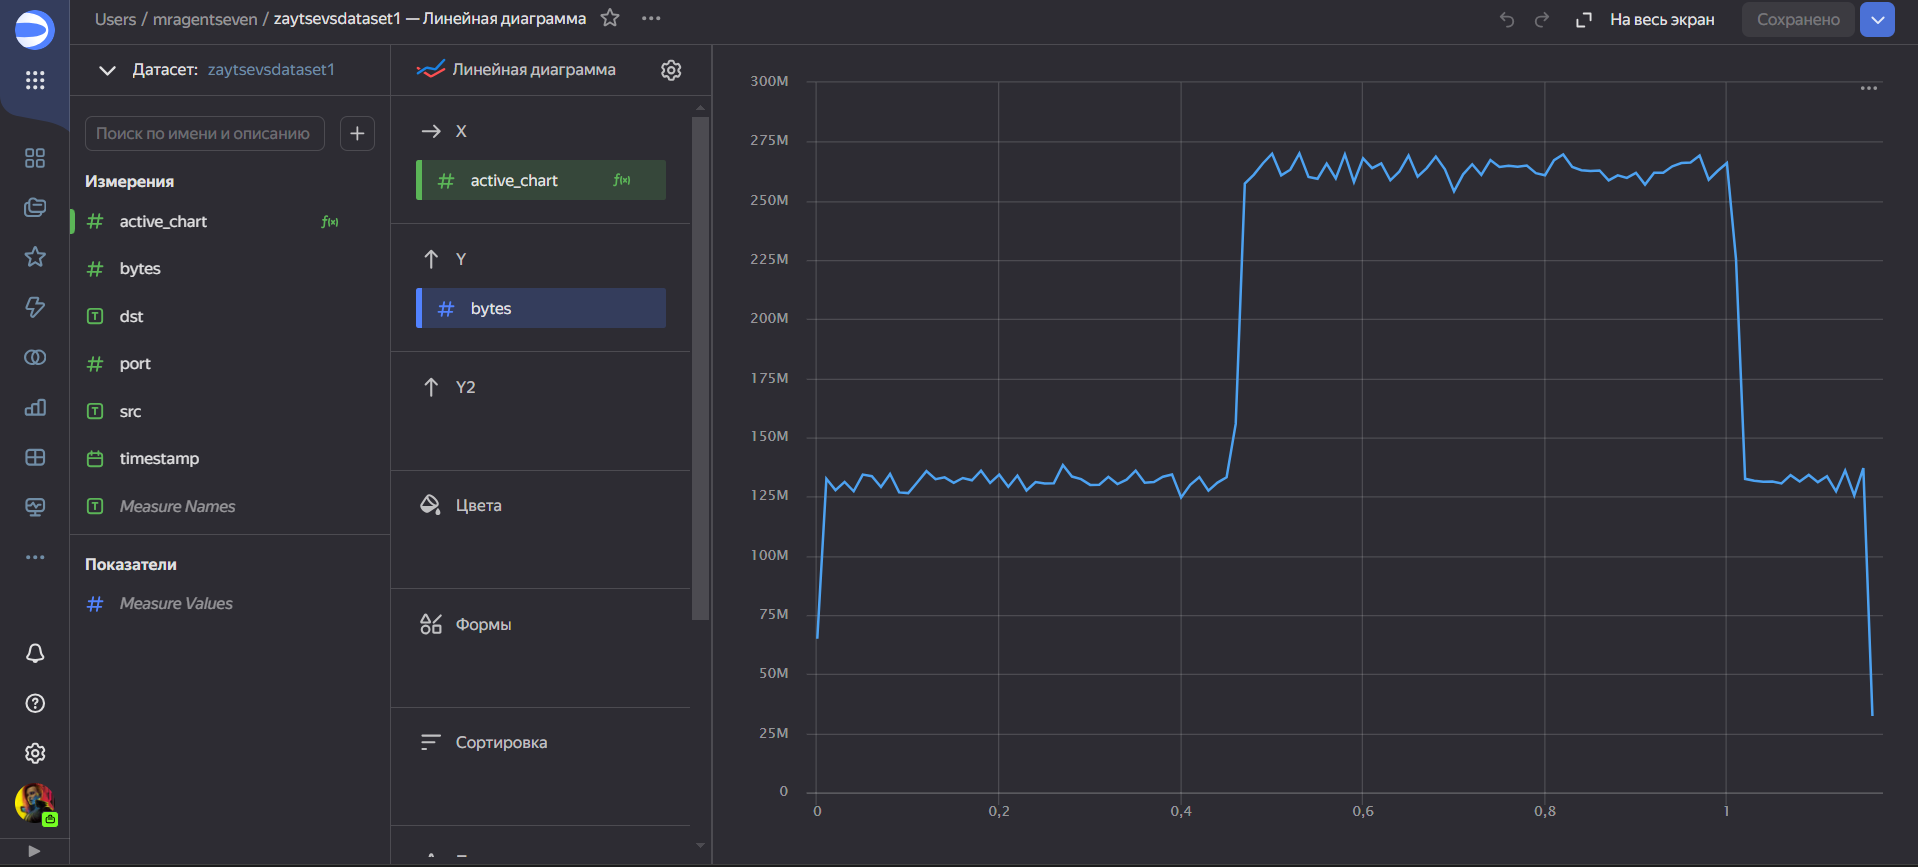 Users / mragentseven / zaytsevsdataset1 — Линейная диаграмма
На весь экран
Сохранено
Датасет: zaytsevsdataset1
Поиск по имени и описанию
Измерения
active_chart
bytes
dst
port
src
timestamp
Measure Names
Показатели
Measure Values
Линейная диаграмма
X
active_chart
Y
bytes
Y2
Цвета
Формы
Сортировка
300M
275M
250M
225M
200M
175M
150M
125M
100M
75M
50M
25M
0
0 0,2 0,4 0,6 0,8 1